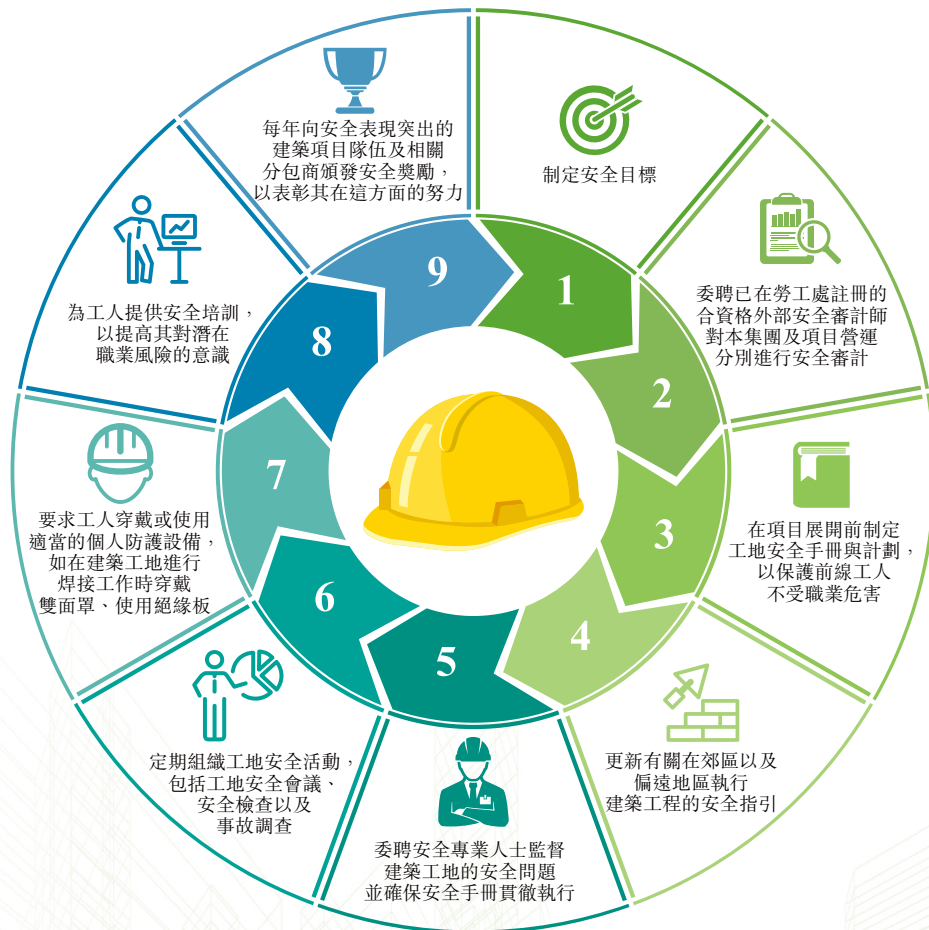 1
制定安全目標
2
委聘已在勞工處註冊的
合資格外部安全審計師
對本集團及項目營運
分別進行安全審計
3
在項目展開前制定
工地安全手冊與計劃，
以保護前線工人
不受職業危害
4
更新有關在郊區以及
偏遠地區執行
建築工程的安全指引
5
委聘安全專業人士監督
建築工地的安全問題
並確保安全手冊貫徹執行
6
定期組織工地安全活動，
包括工地安全會議、
安全檢查以及
事故調查
7
要求工人穿戴或使用
適當的個人防護設備，
如在建築工地進行
焊接工作時穿戴
雙面罩、使用絕緣板
8
為工人提供安全培訓，
以提高其對潛在
職業風險的意識
9
每年向安全表現突出的
建築項目隊伍及相關
分包商頒發安全獎勵，
以表彰其在這方面的努力